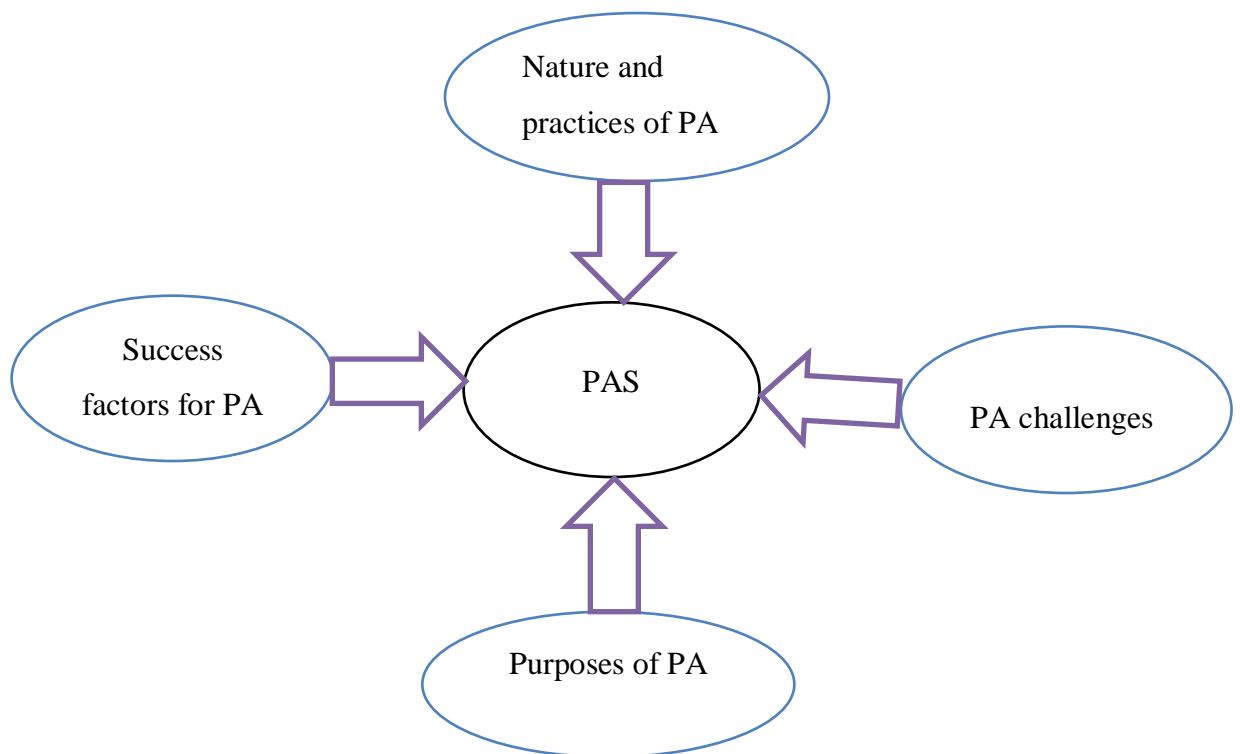 Nature and
practices of PA
Success
factors for PA
PAS
PA challenges
Purposes of PA